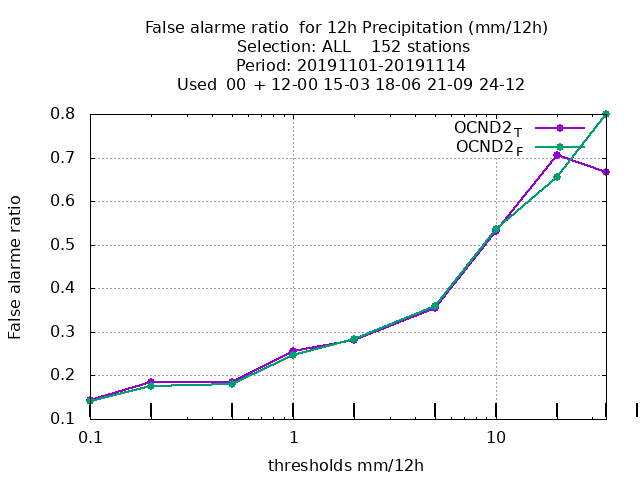 False alarme ratio  for 12h Precipitation (mm/12h)
Selection: ALL    152 stations
Period: 20191101-20191114
Used  00 + 12-00 15-03 18-06 21-09 24-12
OCND2T
OCND2F
False alarme ratio
0.8
0.7
0.6
0.5
0.4
0.3
0.2
0.1
0.1 1 10
thresholds mm/12h